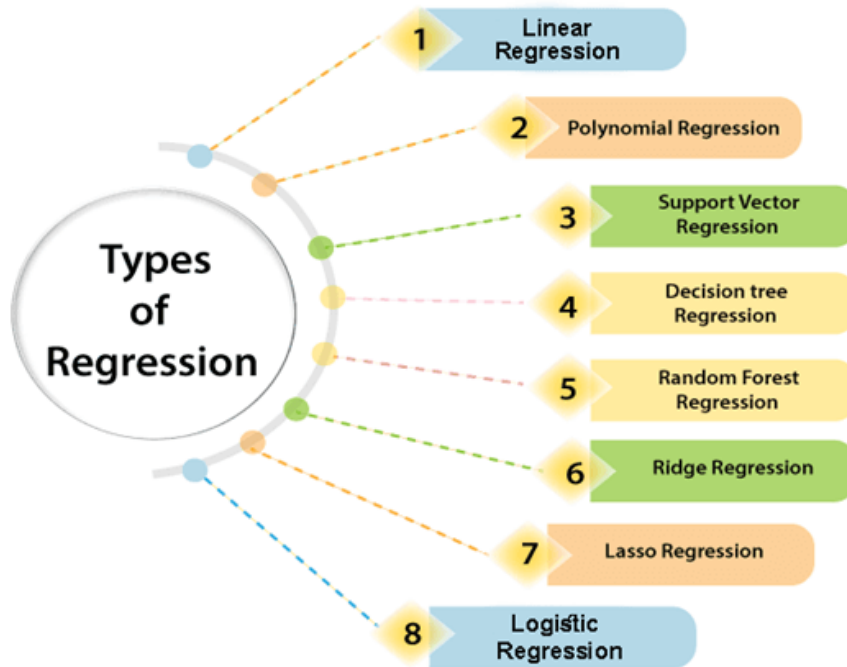 Types
of
Regression
1
Linear
Regression
2
Polynomial Regression
3
Support Vector
Regression
4
Decision tree
Regression
5
Random Forest
Regression
6
Ridge Regression
7
Lasso Regression
8
Logistic
Regression